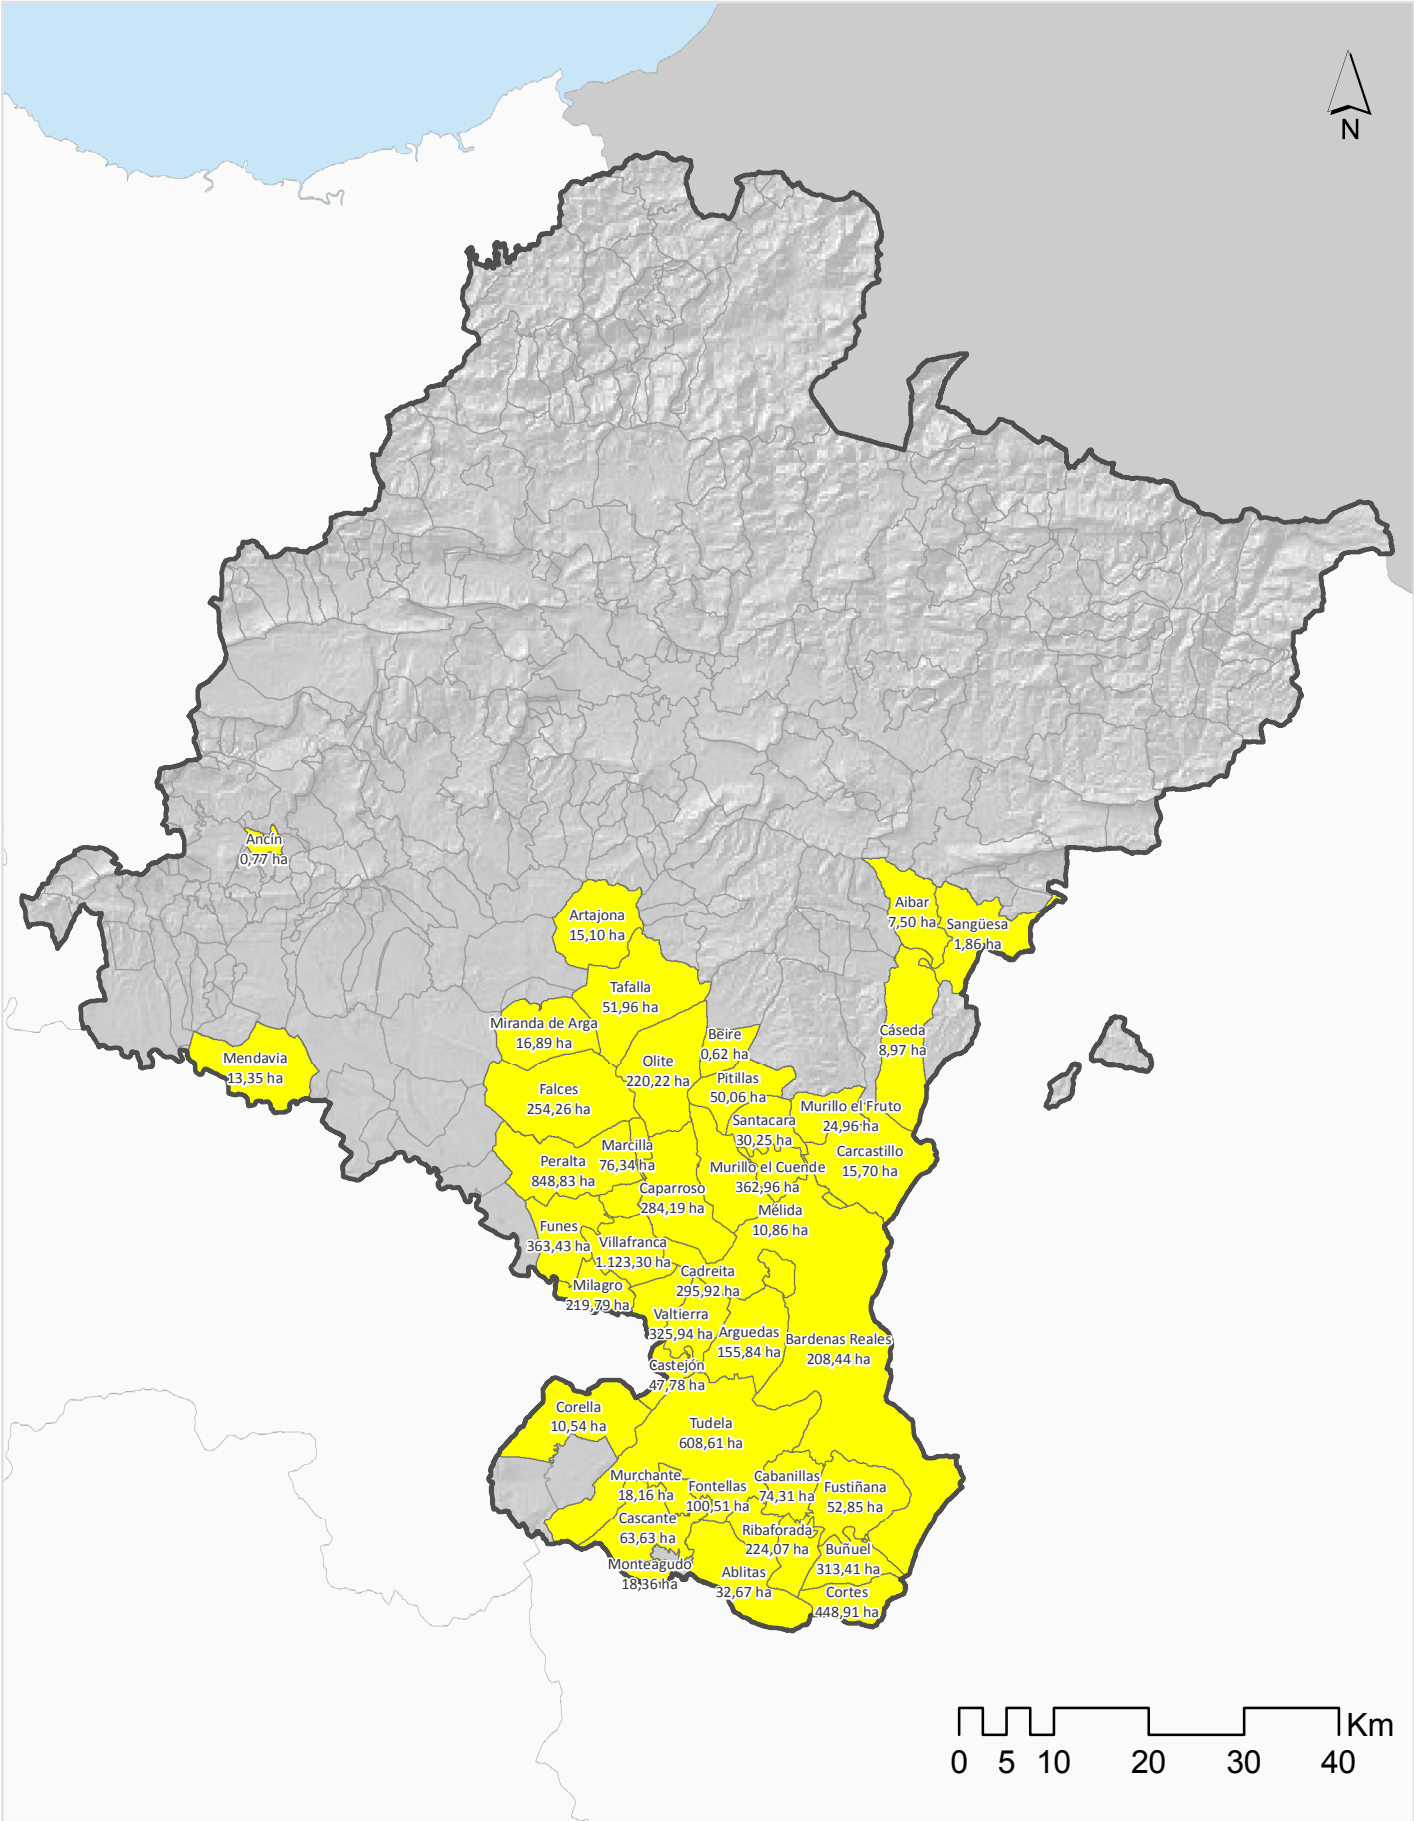 N
Ancín
0,77 ha
Artajona
15,10 ha
Aibar
7,50 ha
Sangüesa
1,86 ha
Tafalla
51,96 ha
Miranda de Arga
16,89 ha
Beire
0,62 ha
Cáseda
8,97 ha
Mendavia
13,35 ha
Olite
220,22 ha
Pitillas
50,06 ha
Falces
254,26 ha
Murillo el Fruto
24,96 ha
Santacara
30,25 ha
Marcilla
76,34 ha
Carcastillo
15,70 ha
Peralta
848,83 ha
Murillo el Cuende
362,96 ha
Caparroso
284,19 ha
Mélida
10,86 ha
Funes
363,43 ha
Villafranca
1.123,30 ha
Cadreita
295,92 ha
Milagro
219,79 ha
Valtierra
325,94 ha
Arguedas
155,84 ha
Bardenas Reales
208,44 ha
Castejón
47,78 ha
Corella
10,54 ha
Tudela
608,61 ha
Murchante
18,16 ha
Fontellas
100,51 ha
Cabanillas
74,31 ha
Fustiñana
52,85 ha
Cascante
63,63 ha
Ribaforada
224,07 ha
Buñuel
313,41 ha
Monteagudo
18,36 ha
Ablitas
32,67 ha
Cortes
448,91 ha
Km
0 5 10 20 30 40